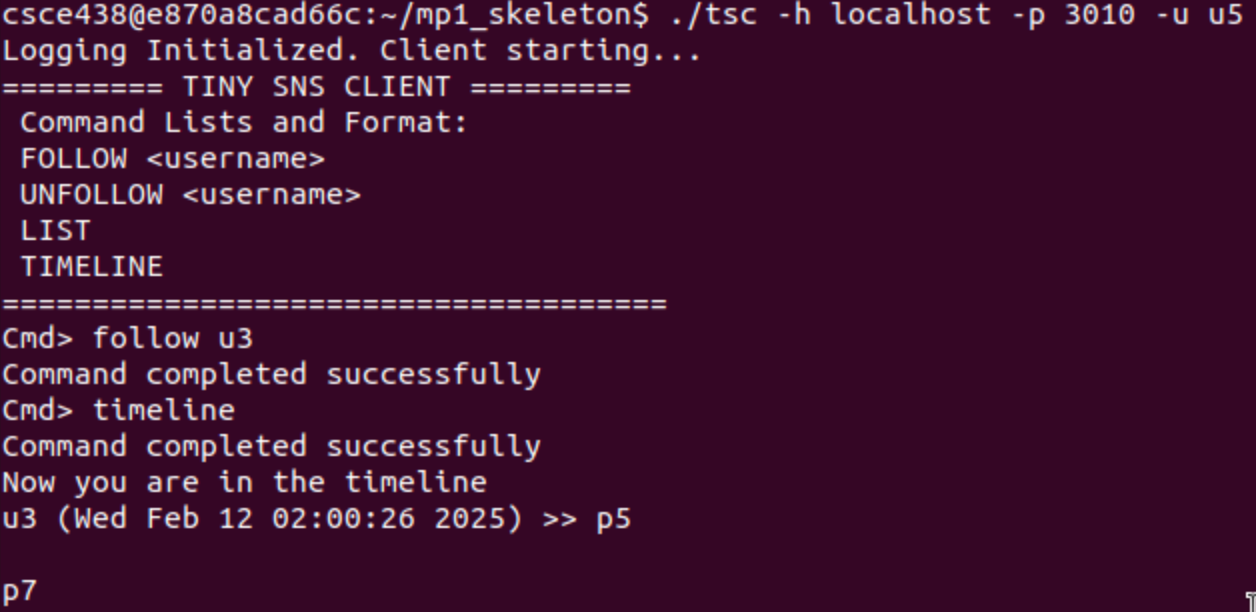 csce438@e870a8cad66c:~/mp1_skeleton$ ./tsc -h localhost -p 3010 -u u5
Logging Initialized. Client starting...
========= TINY SNS CLIENT =========
 Command Lists and Format:
 FOLLOW <username>
 UNFOLLOW <username>
 LIST
 TIMELINE
=====================================
Cmd> follow u3
Command completed successfully
Cmd> timeline
Command completed successfully
Now you are in the timeline
u3 (Wed Feb 12 02:00:26 2025) >> p5
p7